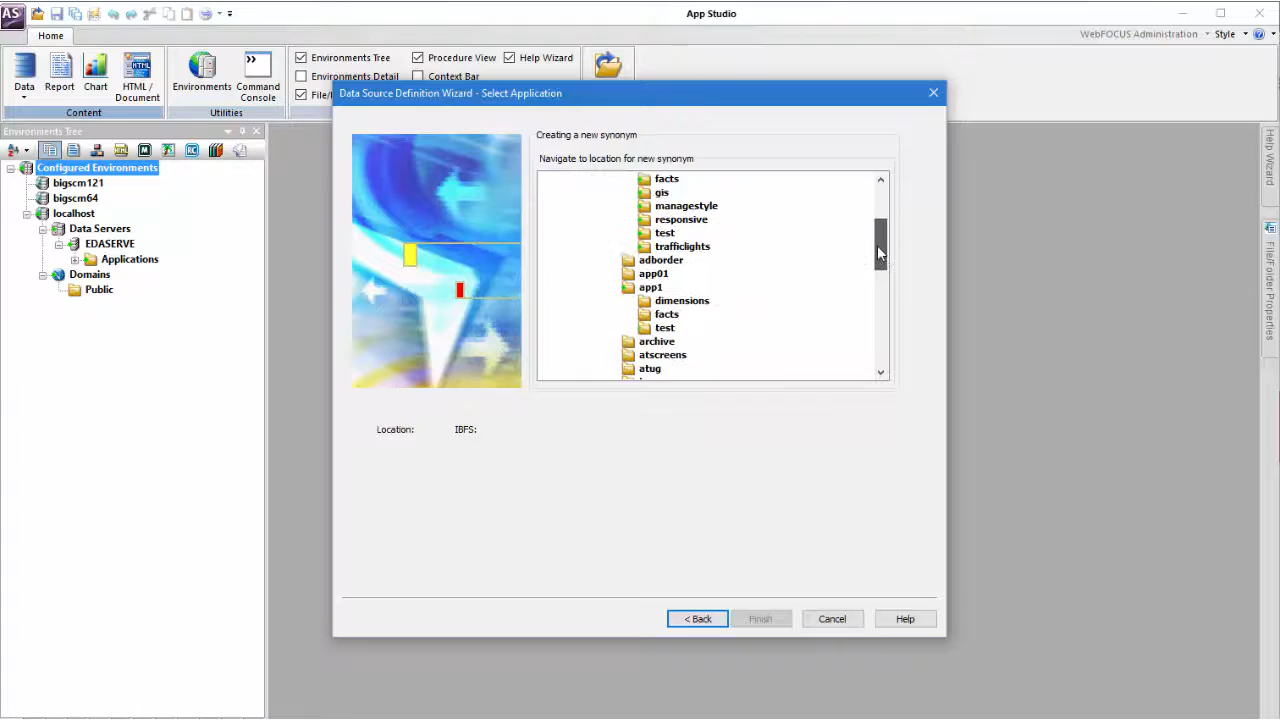 AS
App Studio
Home
WebFOCUS Administration
Style
Data
Report
Chart
HTML /
Document
Content
Environments
Command
Console
Utilities
Environments Tree
Procedure View
Help Wizard
Environments Detail
Context Bar
Environments Tree
Configured Environments
bigscm121
bigscm64
localhost
Data Servers
EDASERVE
Applications
Domains
Public
Data Source Definition Wizard - Select Application
Creating a new synonym
Navigate to location for new synonym
facts
gis
managestyle
responsive
test
trafficlights
adborder
app01
app1
dimensions
facts
test
archive
atscreens
atug
Location:
IBFS:
< Back
Finish
Cancel
Help
Help Wizard
File/Folder Properties